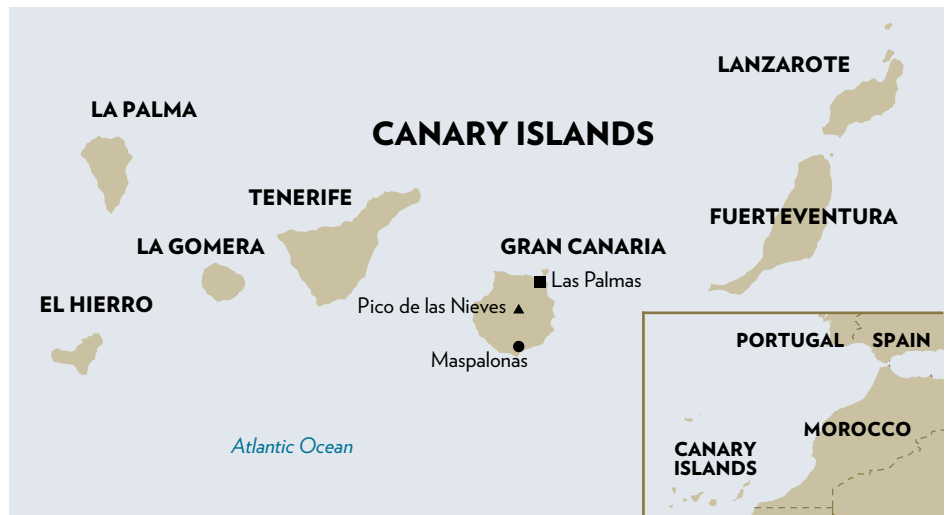 LANZAROTE
LA PALMA
CANARY ISLANDS
TENERIFE
FUERTEVENTURA
LA GOMERA
GRAN CANARIA
Las Palmas
EL HIERRO
Pico de las Nieves
Maspalonas
PORTUGAL
SPAIN
MOROCCO
Atlantic Ocean
CANARY
ISLANDS